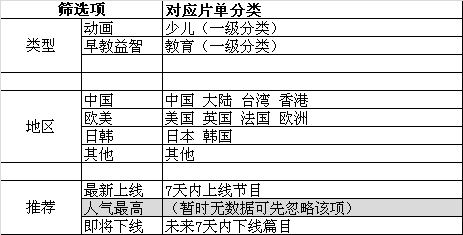 筛选项 对应片单分类
类型 动画 少儿（一级分类）
早教益智 教育（一级分类）
地区 中国 中国 大陆 台湾 香港
欧美 美国 英国 法国 欧洲
日韩 日本 韩国
其他 其他
推荐 最新上线 7天内上线节目
人气最高 （暂时无数据可先忽略该项）
即将下线 未来7天内下线篇目